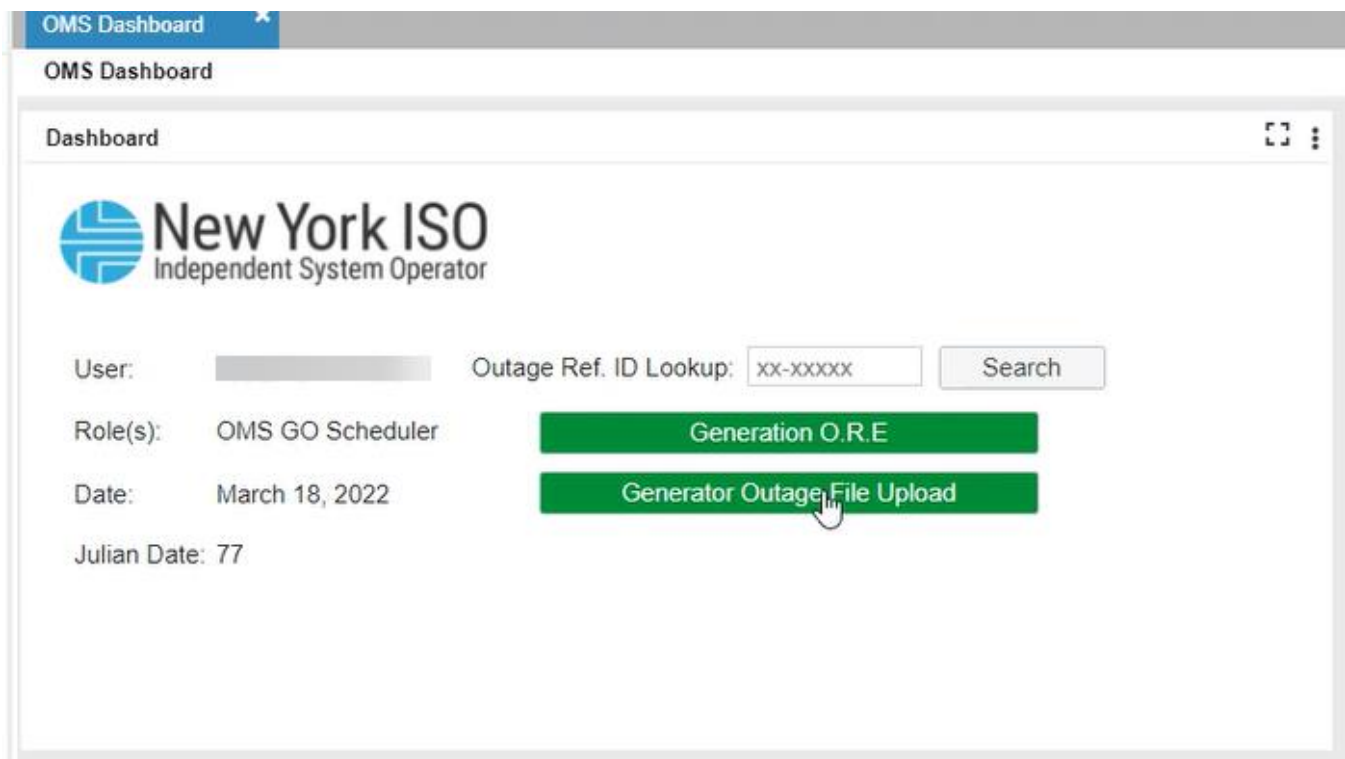 OMS Dashboard
OMS Dashboard
Dashboard
New York ISO
Independent System Operator
User: Outage Ref. ID Lookup: xx-xxxxx Search
Role(s): OMS GO Scheduler Generation O.R.E
Date: March 18, 2022 Generator Outage File Upload
Julian Date: 77